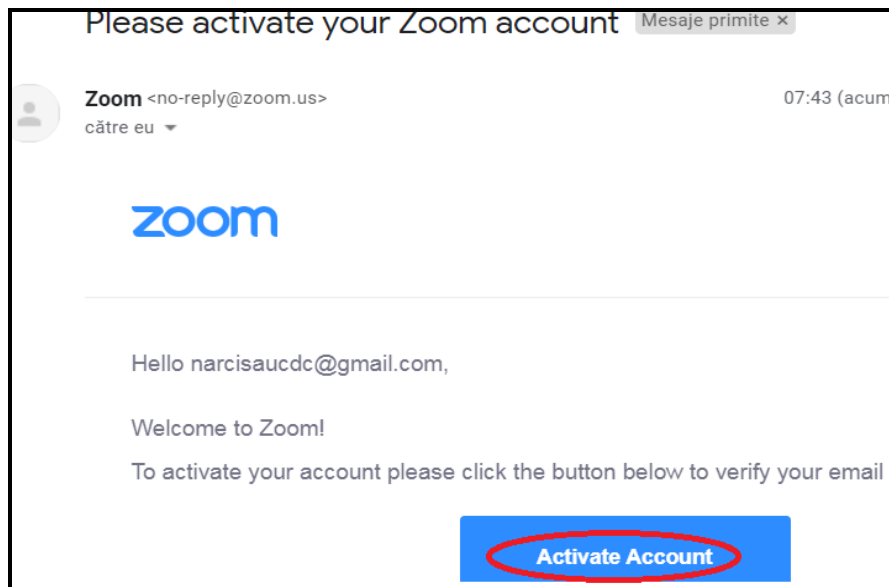 Please activate your Zoom account Mesaje primite ×
Zoom <no-reply@zoom.us> 07:43 (acum
către eu
zoom
Hello narcisaucdc@gmail.com,
Welcome to Zoom!
To activate your account please click the button below to verify your email
Activate Account